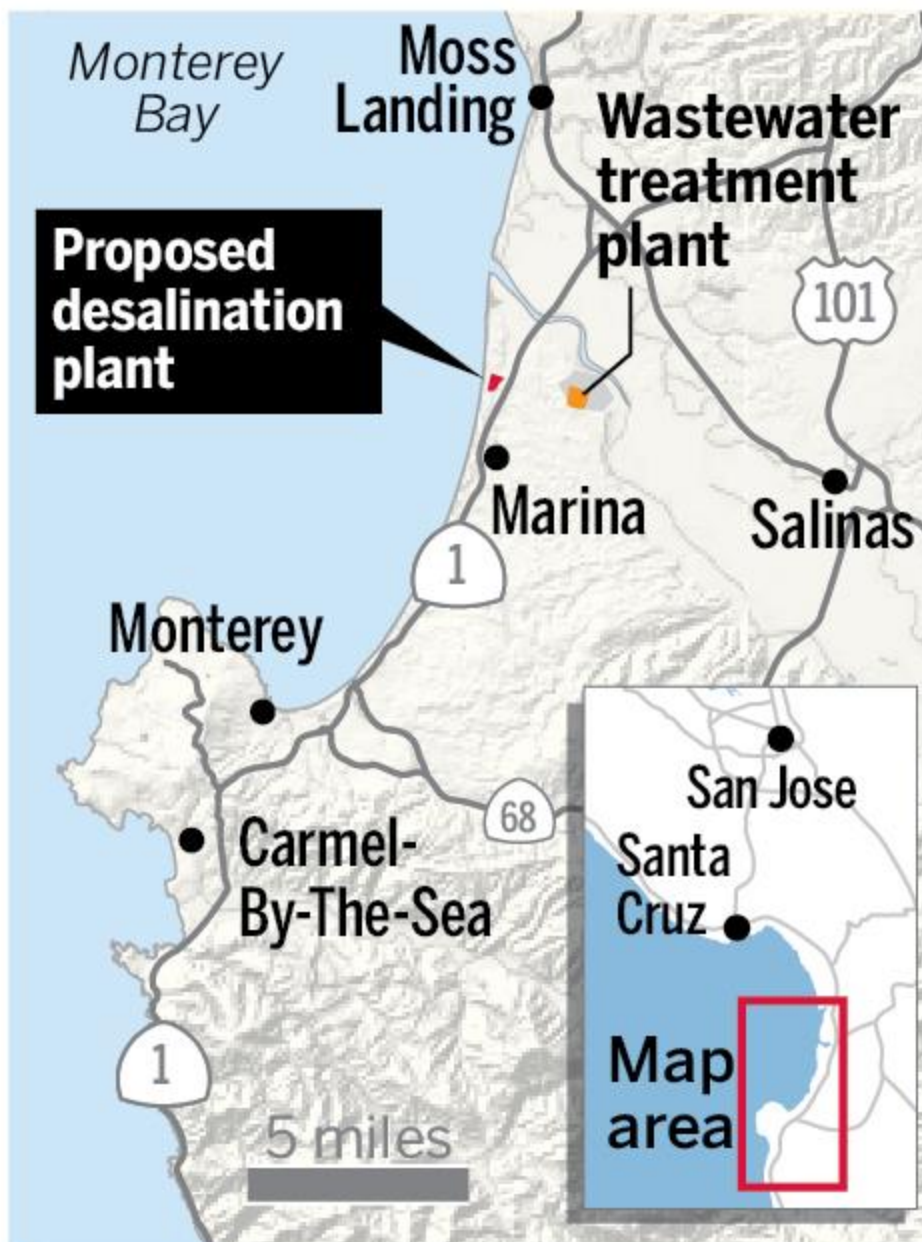 Monterey
Bay
Moss
Landing
Wastewater
treatment
plant
Proposed
desalination
plant
101
Marina
Salinas
1
Monterey
68
Carmel-
By-The-Sea
1
5 miles
San Jose
Santa
Cruz
Map
area